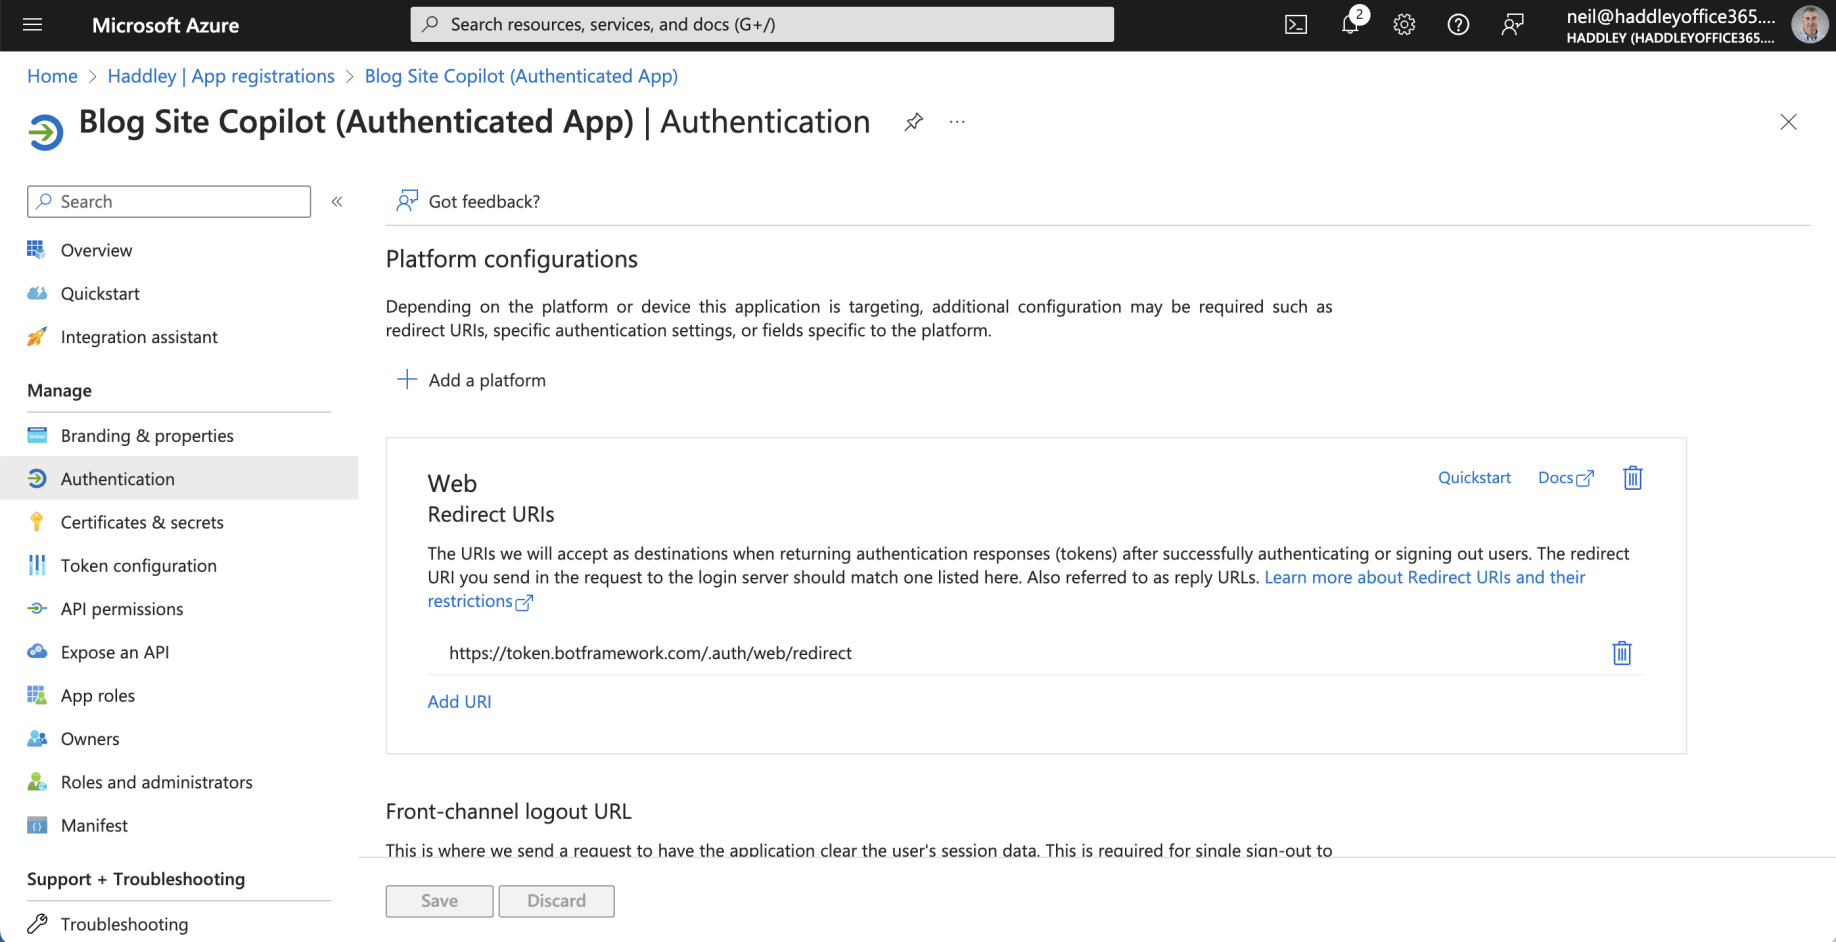 Microsoft Azure
Search resources, services, and docs (G+/)
2
neil@haddleyoffice365....
HADDLEY (HADDLEYOFFICE365....
Home > Haddley | App registrations > Blog Site Copilot (Authenticated App)
Blog Site Copilot (Authenticated App) | Authentication
Search
«
Got feedback?
Overview
Quickstart
Integration assistant
Manage
Branding & properties
Authentication
Certificates & secrets
Token configuration
API permissions
Expose an API
App roles
Owners
Roles and administrators
Manifest
Support + Troubleshooting
Troubleshooting
Platform configurations
Depending on the platform or device this application is targeting, additional configuration may be required such as
redirect URIs, specific authentication settings, or fields specific to the platform.
Add a platform
Web
Quickstart
Docs
Redirect URIs
The URIs we will accept as destinations when returning authentication responses (tokens) after successfully authenticating or signing out users. The redirect
URI you send in the request to the login server should match one listed here. Also referred to as reply URLs. Learn more about Redirect URIs and their
restrictions
https://token.botframework.com/.auth/web/redirect
Add URI
Front-channel logout URL
This is where we send a request to have the application clear the user's session data. This is required for single sign-out to
Save
Discard